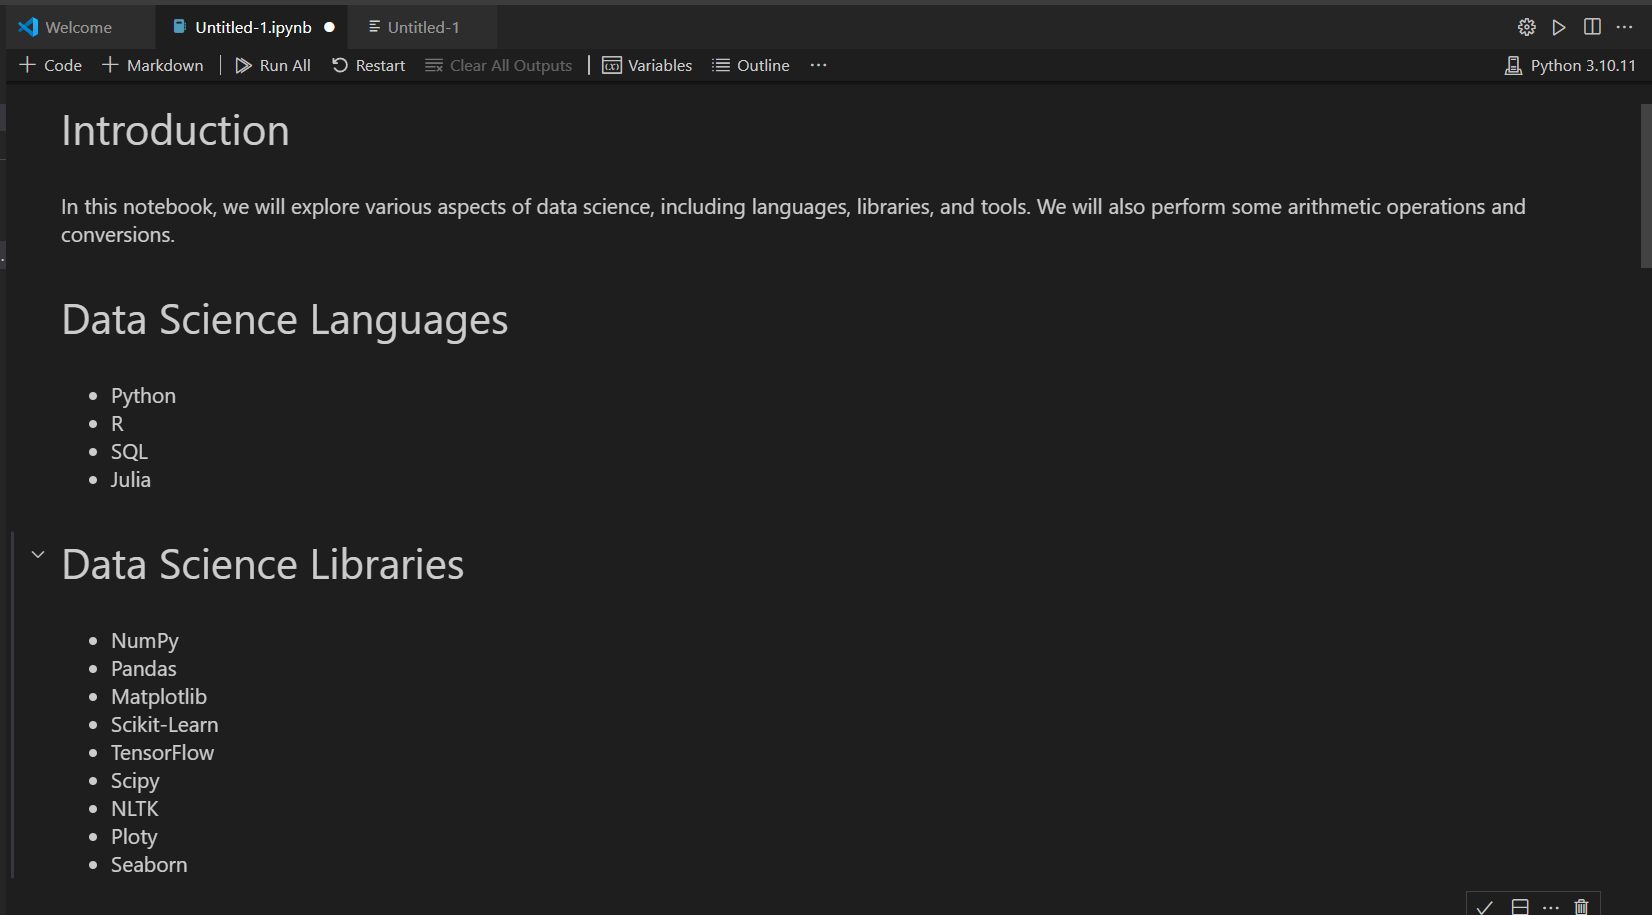 Welcome
Untitled-1.ipynb
Untitled-1
Code
Markdown
Run All
Restart
Clear All Outputs
Variables
Outline
Python 3.10.11
Introduction
In this notebook, we will explore various aspects of data science, including languages, libraries, and tools. We will also perform some arithmetic operations and
conversions.
Data Science Languages
Python
R
SQL
Julia
Data Science Libraries
NumPy
Pandas
Matplotlib
Scikit-Learn
TensorFlow
Scipy
NLTK
Ploty
Seaborn